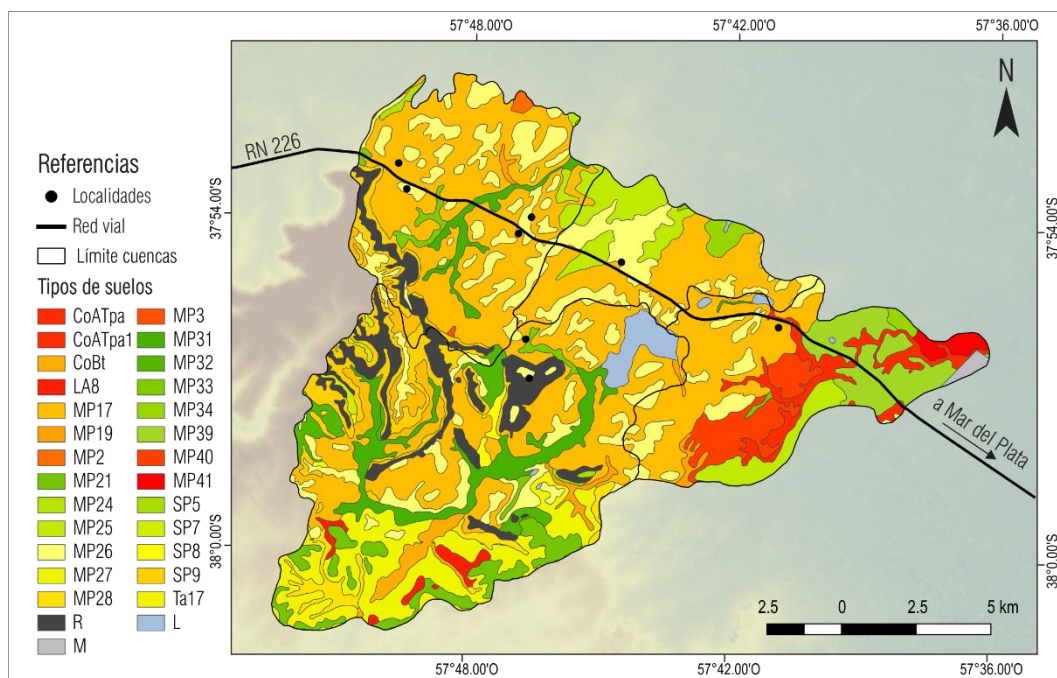 57°48.00'O 57°42.00'O 57°36.00'O
N
RN 226
Referencias
Localidades
Red vial
Límite cuencas
Tipos de suelos
CoATpa MP3
CoATpa1 MP31
CoBt MP32
LA8 MP33
MP17 MP34
MP19 MP39
MP2 MP40
MP21 MP41
MP24 SP5
MP25 SP7
MP26 SP8
MP27 SP9
MP28 Ta17
R L
M
37°54.00'S 37°54.00'S
a Mar del Plata
38°0.00'S 38°0.00'S
2.5 0 2.5 5 km
57°48.00'O 57°42.00'O 57°36.00'O